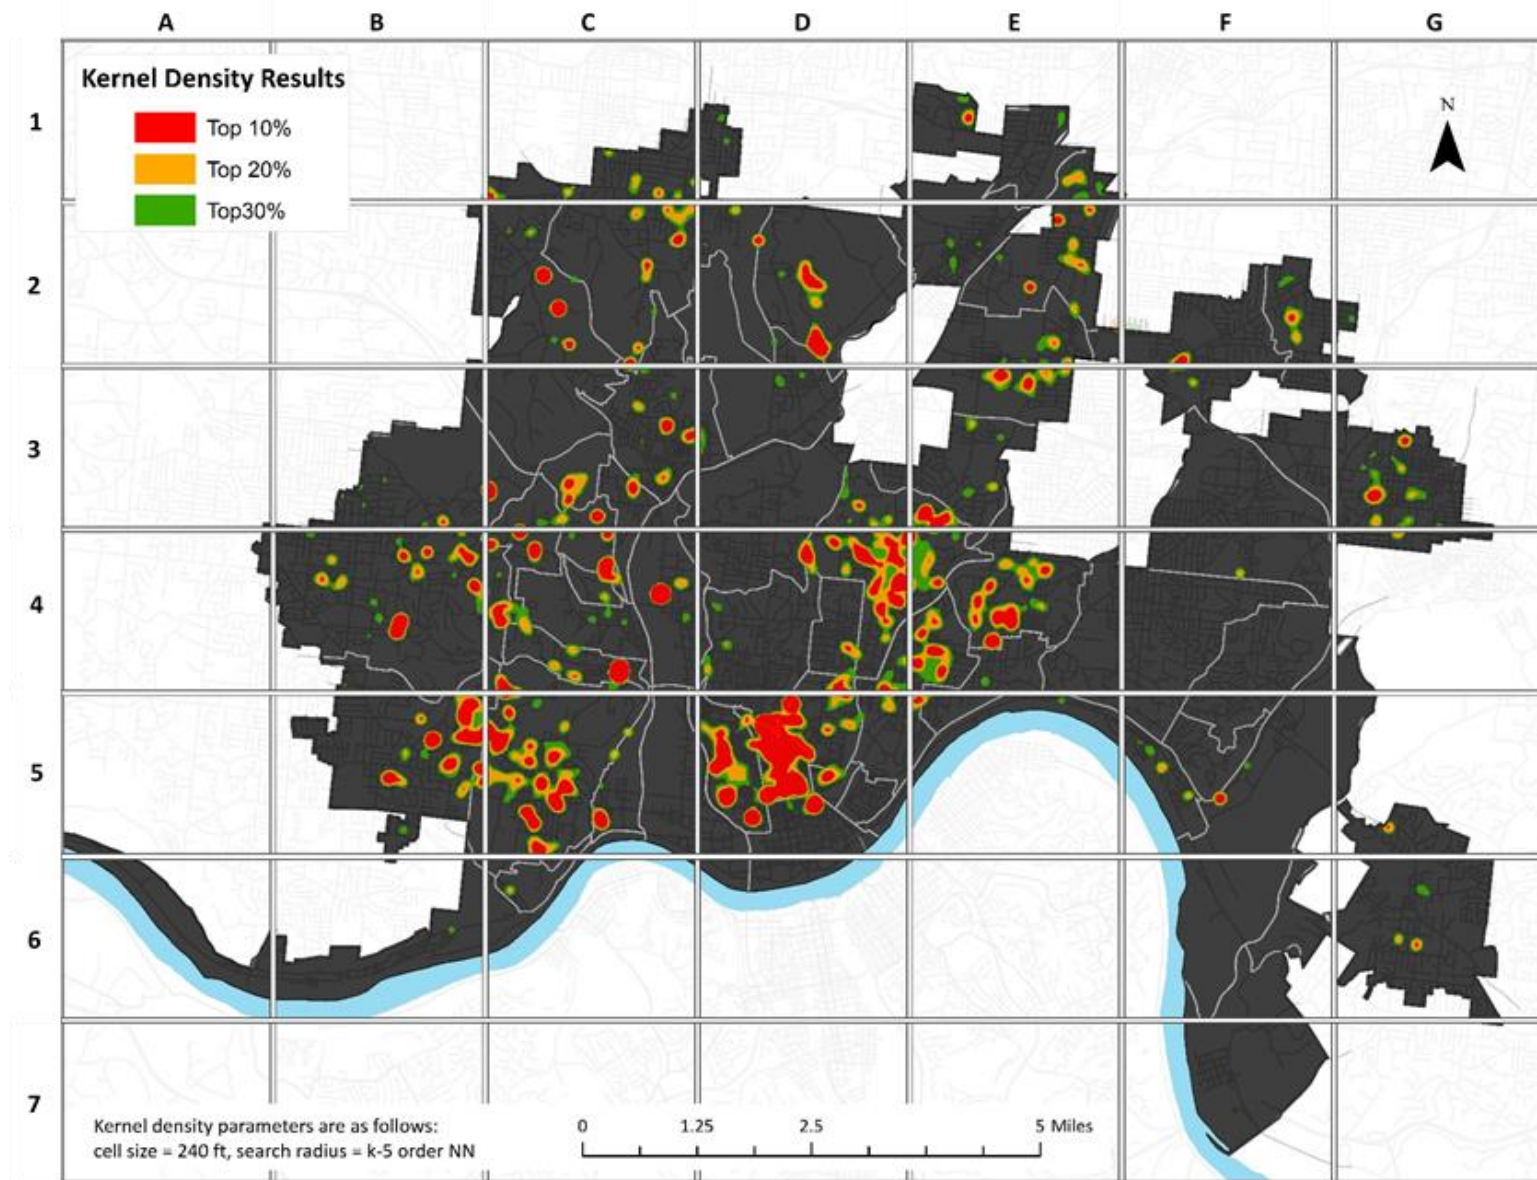 A B C D E F G
Kernel Density Results
Top 10%
Top 20%
Top30%
N
1
2
3
4
5
6
7
Kernel density parameters are as follows:
cell size = 240 ft, search radius = k-5 order NN
0 1.25 2.5 5 Miles